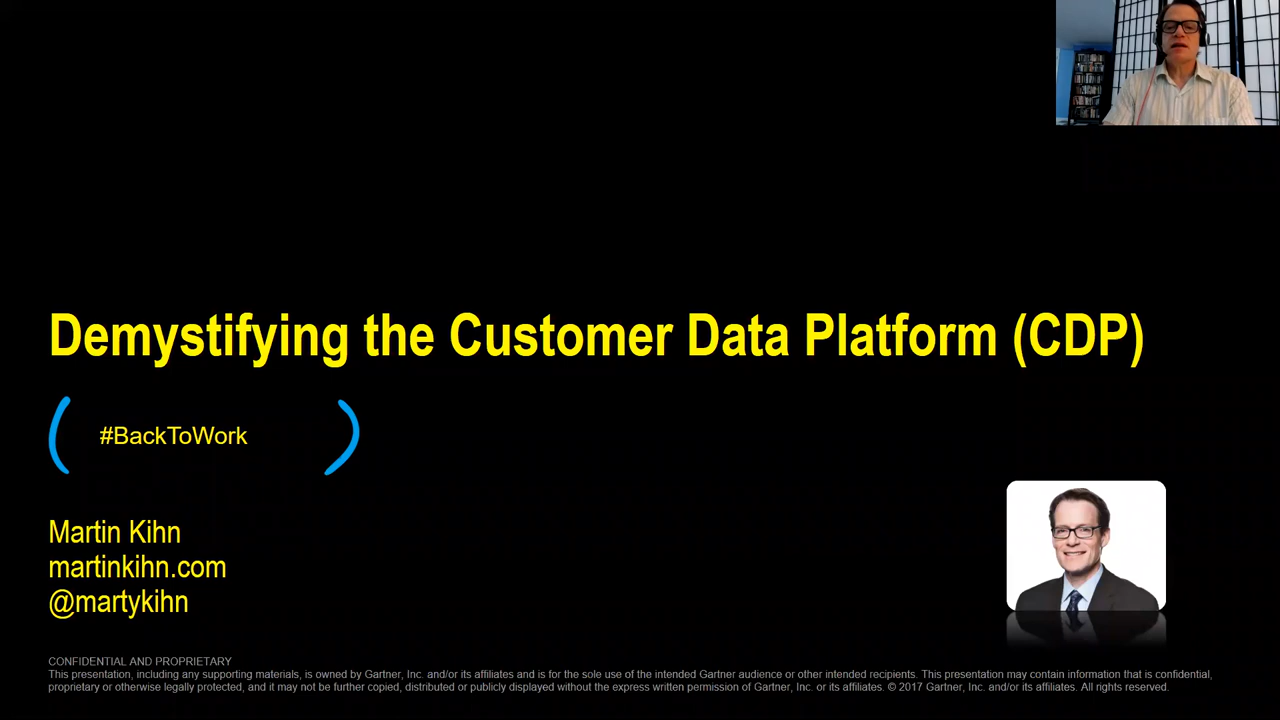 Demystifying the Customer Data Platform (CDP)
#BackToWork
Martin Kihn
martinkihn.com
@martykihn
CONFIDENTIAL AND PROPRIETARY
This presentation, including any supporting materials, is owned by Gartner, Inc. and/or its affiliates and is for the sole use of the intended Gartner audience or other intended recipients. This presentation may contain information that is confidential,
proprietary or otherwise legally protected, and it may not be further copied, distributed or publicly displayed without the express written permission of Gartner, Inc. or its affiliates. © 2017 Gartner, Inc. and/or its affiliates. All rights reserved.